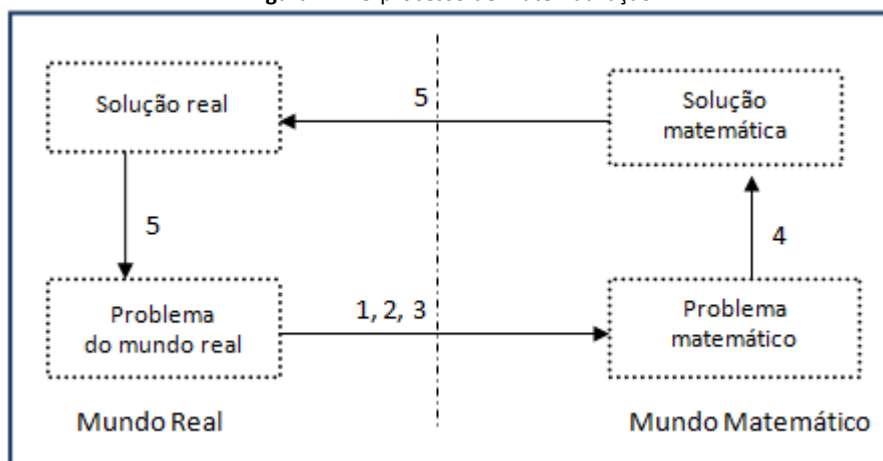 Solução real
5
Solução
matemática
5
4
Problema
do mundo real
1, 2, 3
Problema
matemático
Mundo Real
Mundo Matemático